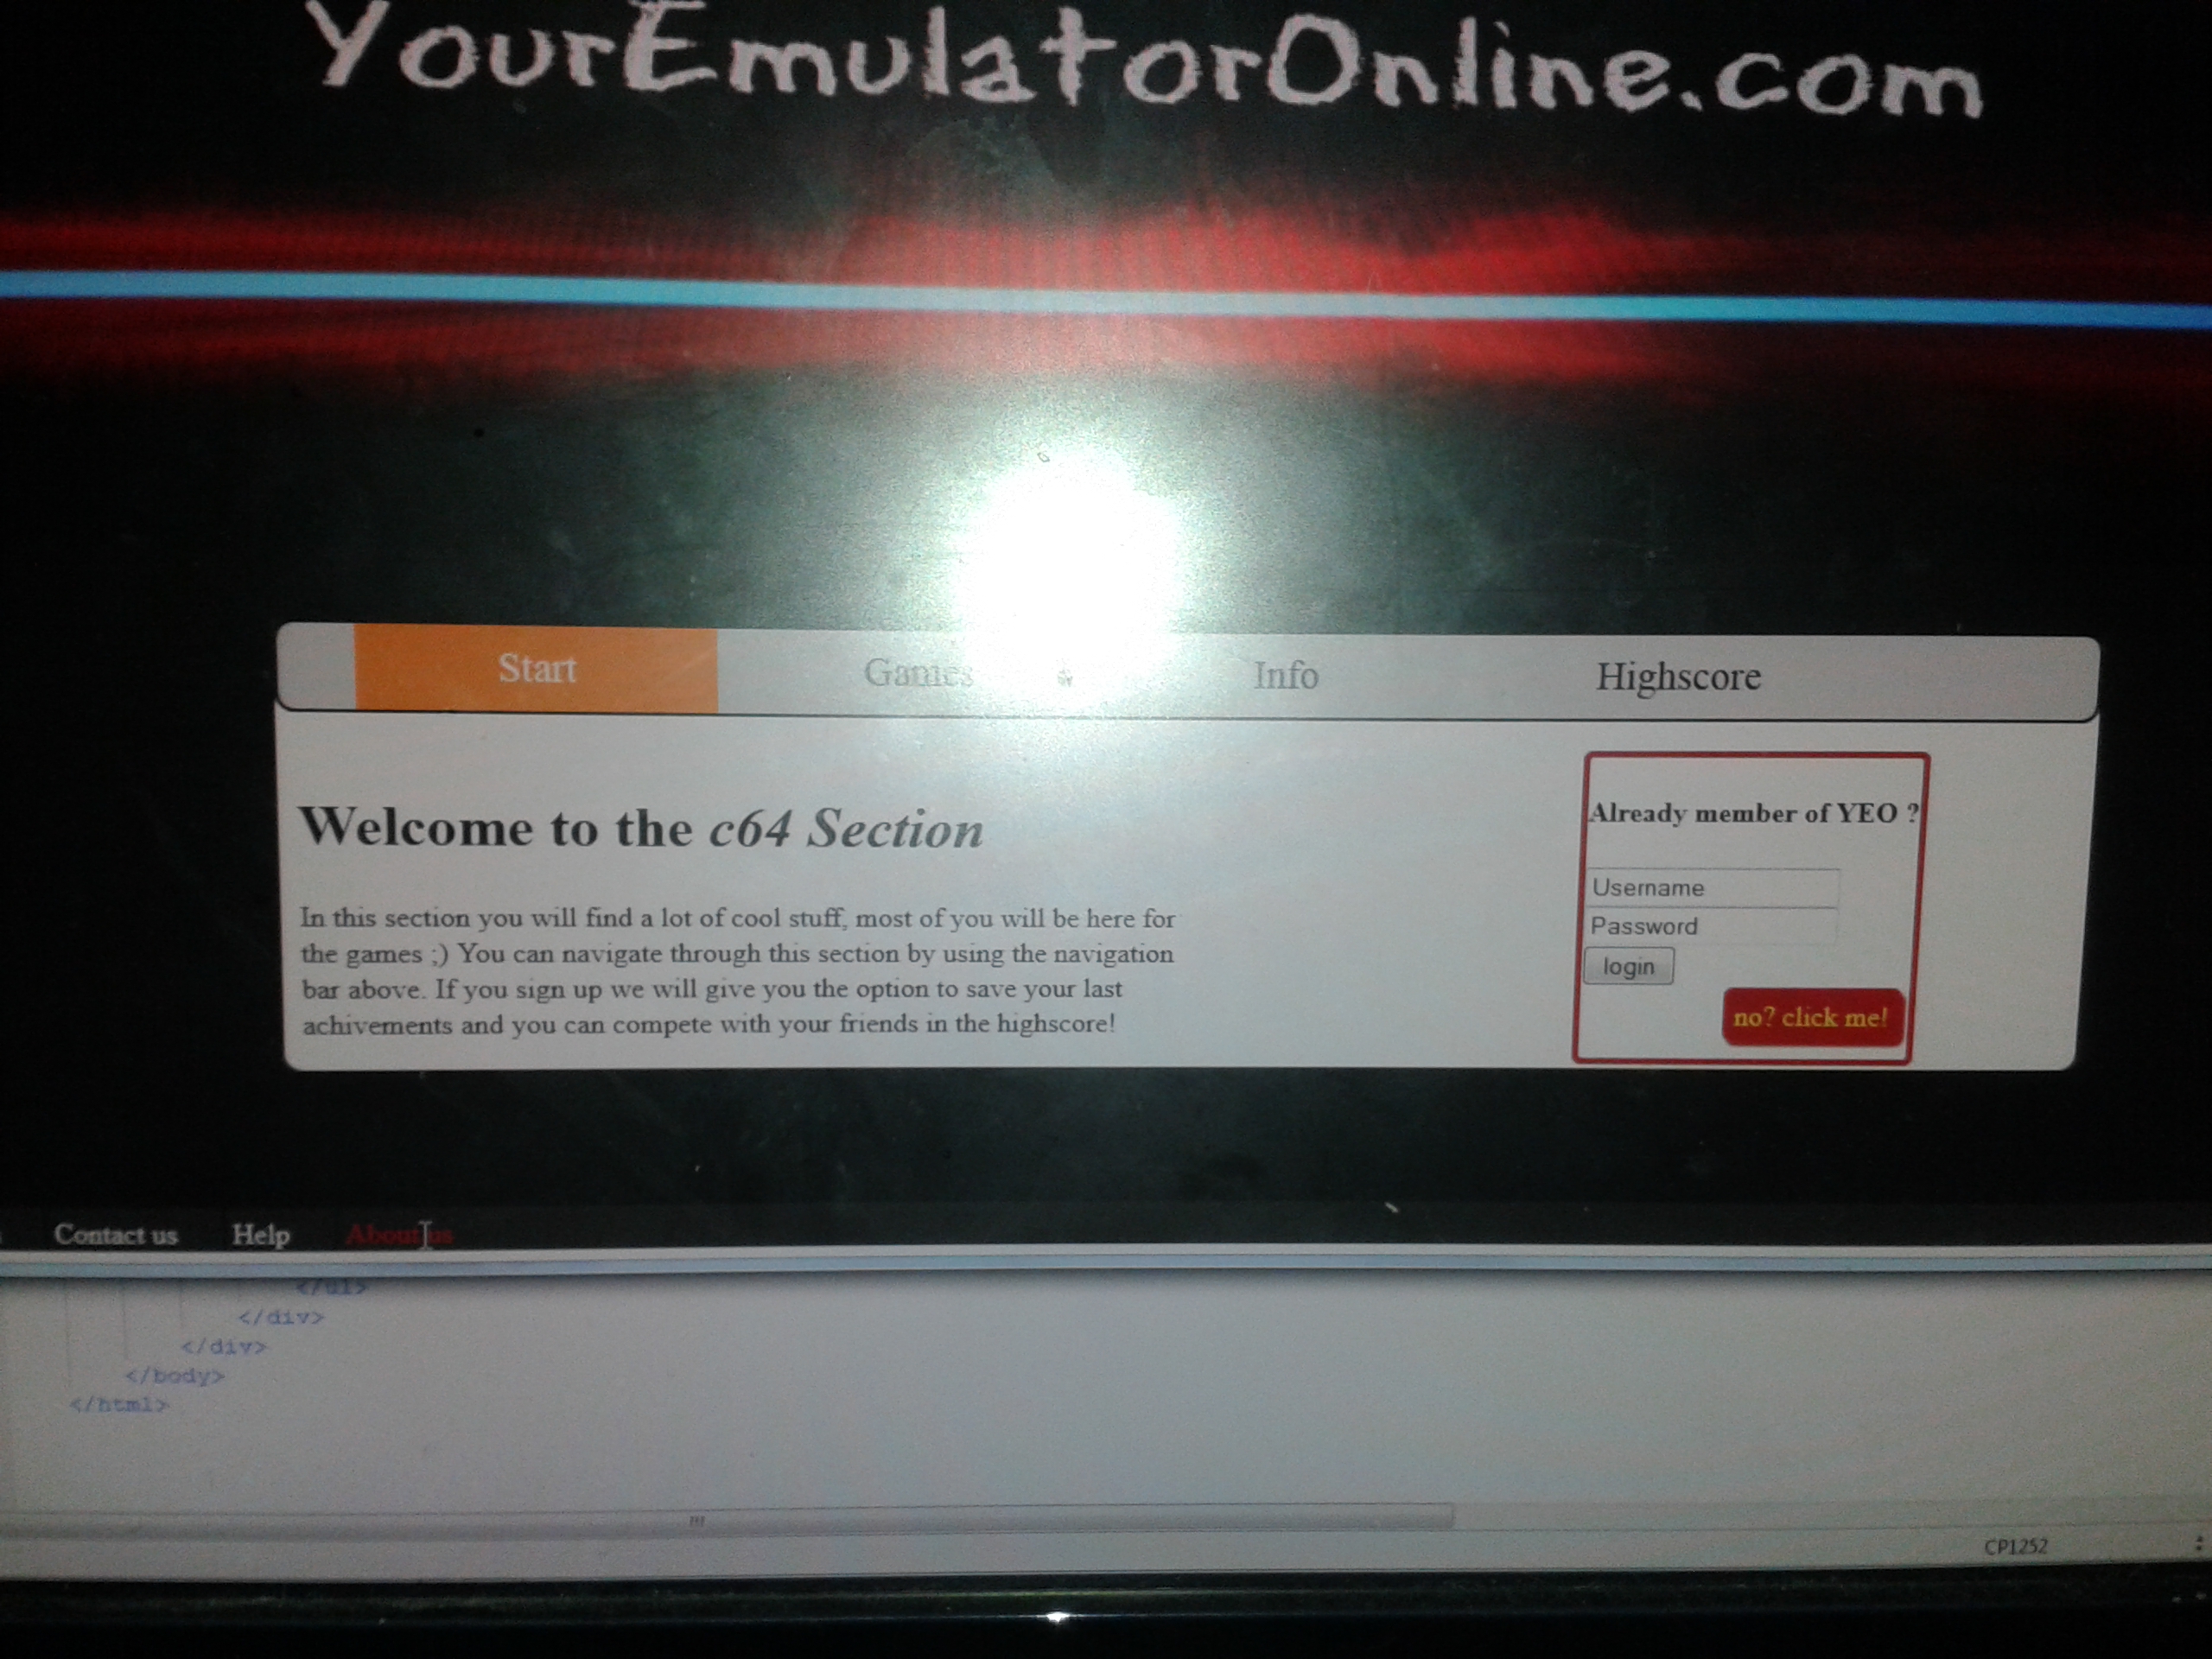 YourEmulatorOnline.com
Start Games Info Highscore
Welcome to the c64 Section
In this section you will find a lot of cool stuff, most of you will be here for
the games ;) You can navigate through this section by using the navigation
bar above. If you sign up we will give you the option to save your last
achivements and you can compete with your friends in the highscore!
Already member of YEO ?
Username
Password
login
no? click me!
Contact us Help About us
</ul>
</div>
</div>
</body>
</html>
CP1252